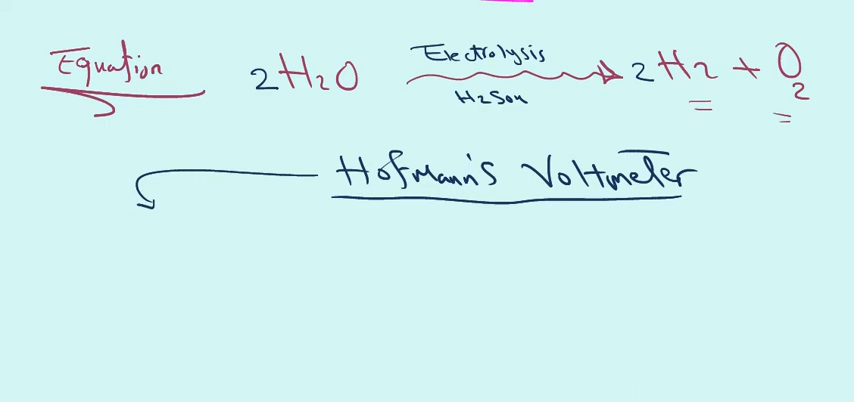 Equation 2H2O Electrolysis H2SO4 2H2 + O2
Hofmann's Voltmeter